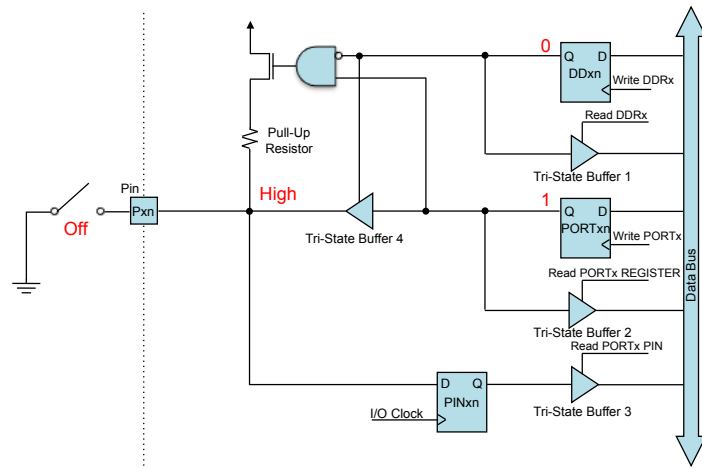 0
Q D
DDxn
Write DDRx
Read DDRx
Tri-State Buffer 1
Pull-Up
Resistor
Pin
Pxn
Off
High
Tri-State Buffer 4
1
Q D
PORTxn
Write PORTx
Read PORTx REGISTER
Tri-State Buffer 2
Read PORTx PIN
D Q
PINxn
I/O Clock
Tri-State Buffer 3
Data Bus